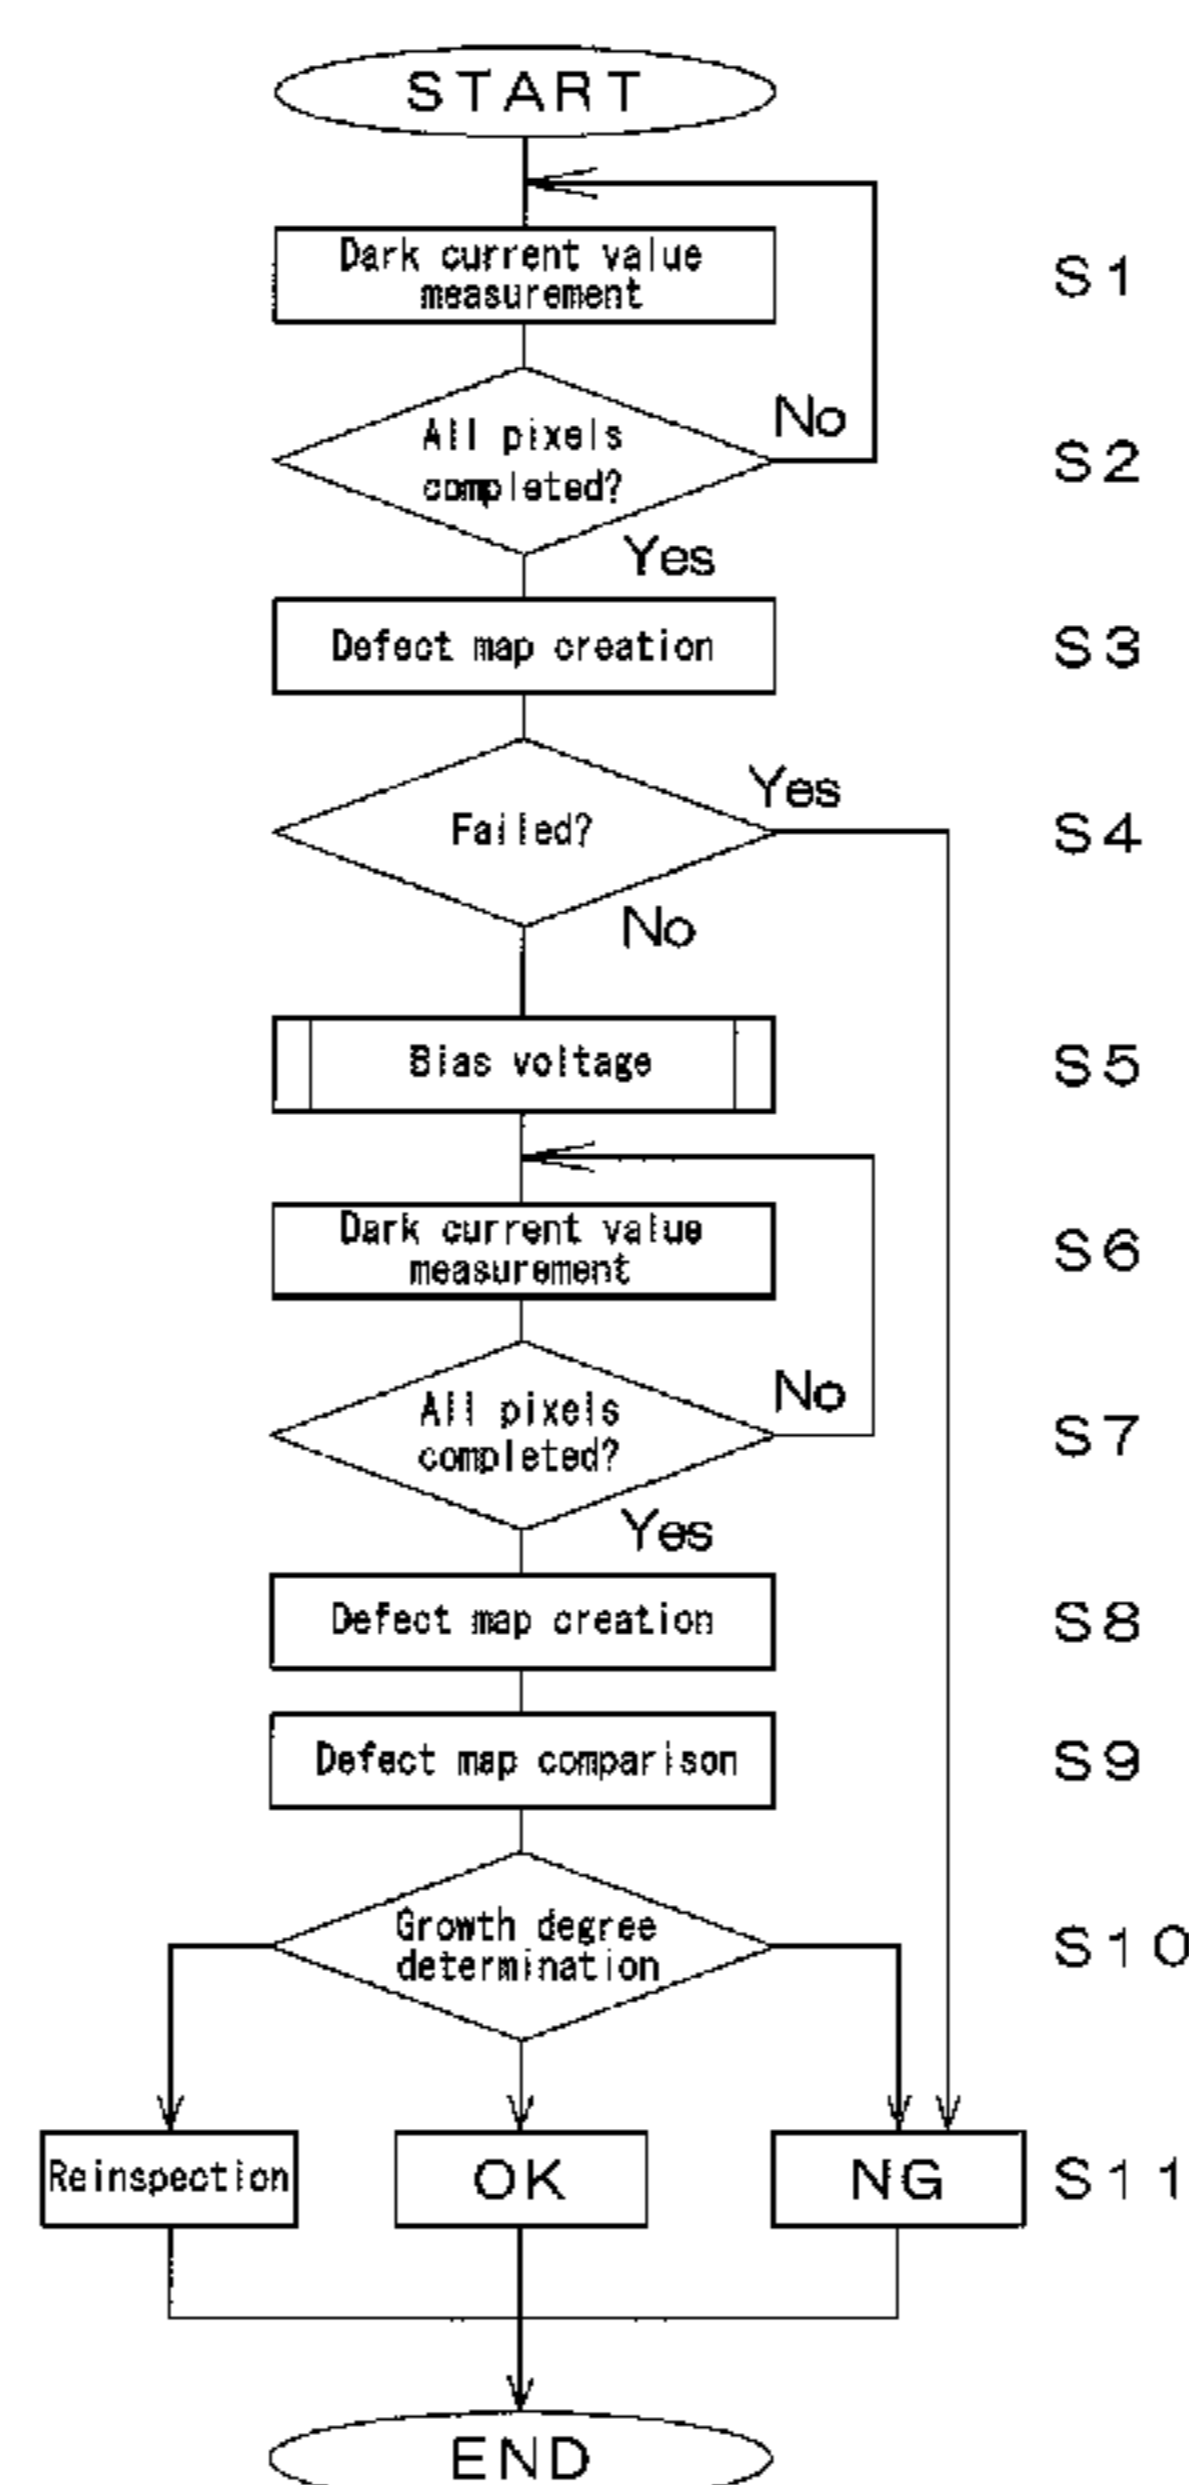 START
Dark current value
measurement
S1
All pixels
completed?
No
S2
Yes
Defect map creation
S3
Failed?
Yes
S4
No
Bias voltage
S5
Dark current value
measurement
S6
All pixels
completed?
No
S7
Yes
Defect map creation
S8
Defect map comparison
S9
Growth degree
determination
S10
Reinspection
OK
NG
S11
END